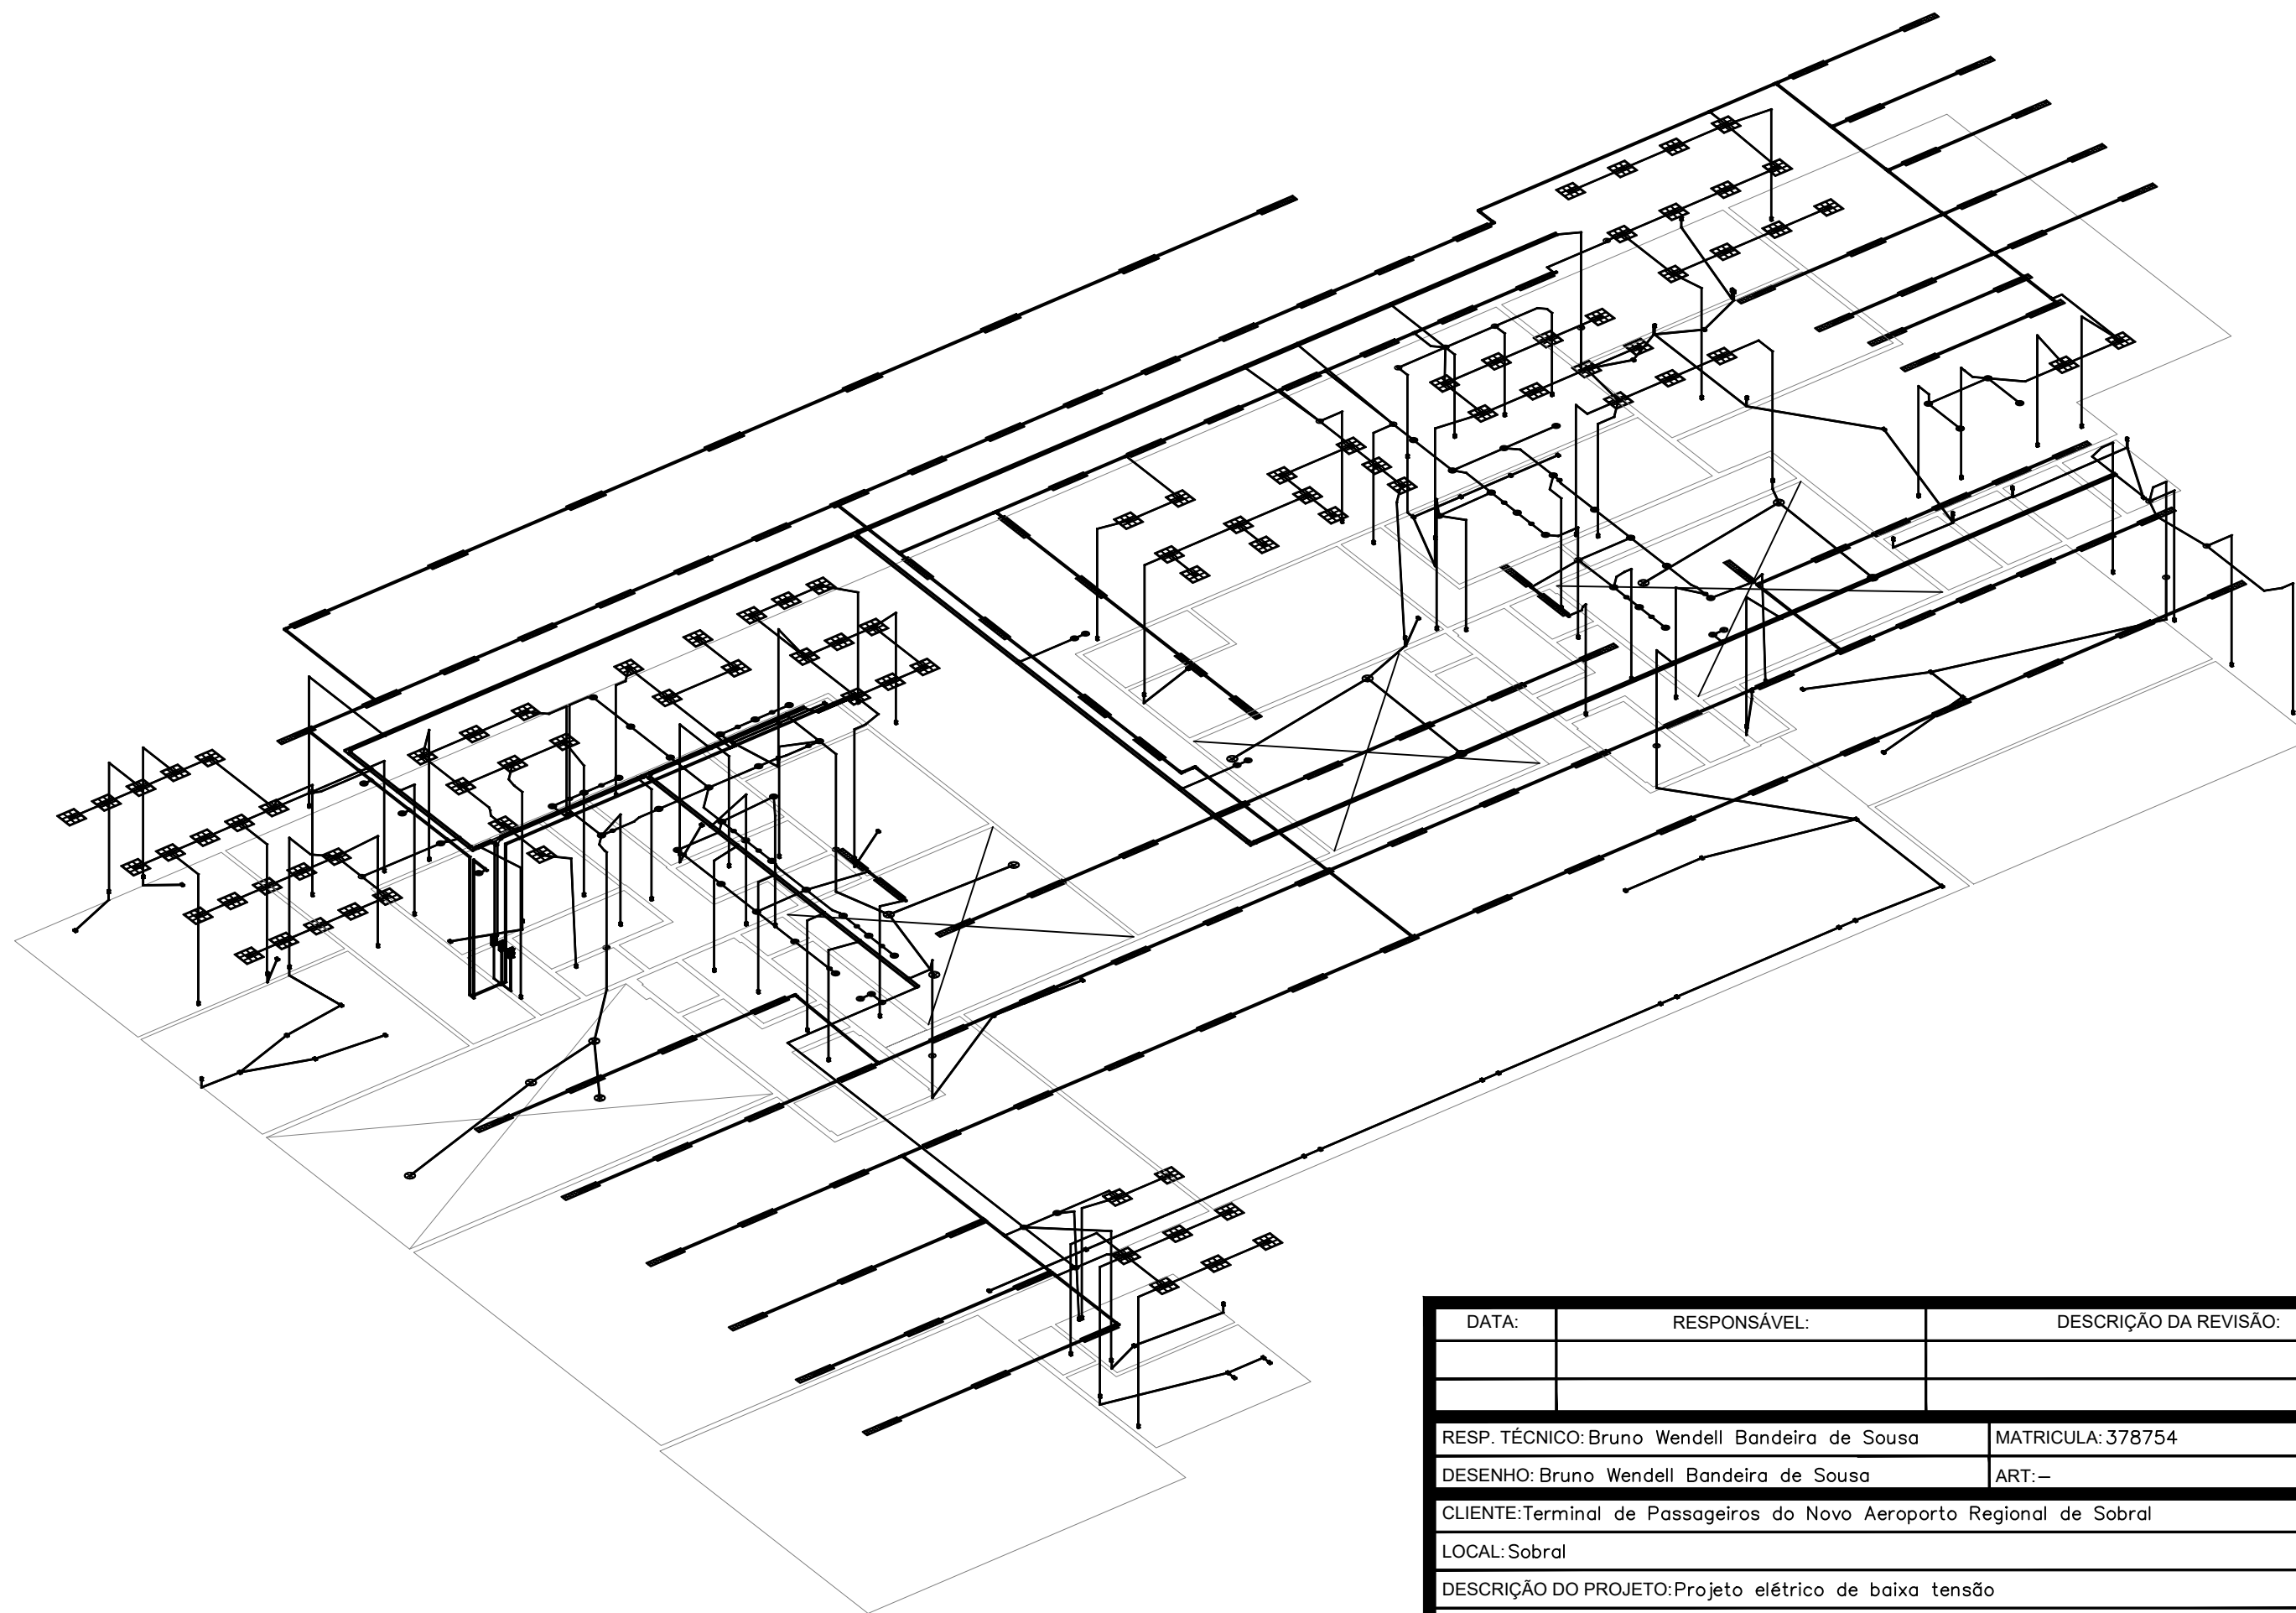 DATA: RESPONSÁVEL: DESCRIÇÃO DA REVISÃO:
RESP. TÉCNICO: Bruno Wendell Bandeira de Sousa MATRICULA: 378754
DESENHO: Bruno Wendell Bandeira de Sousa ART: –
CLIENTE: Terminal de Passageiros do Novo Aeroporto Regional de Sobral
LOCAL: Sobral
DESCRIÇÃO DO PROJETO: Projeto elétrico de baixa tensão